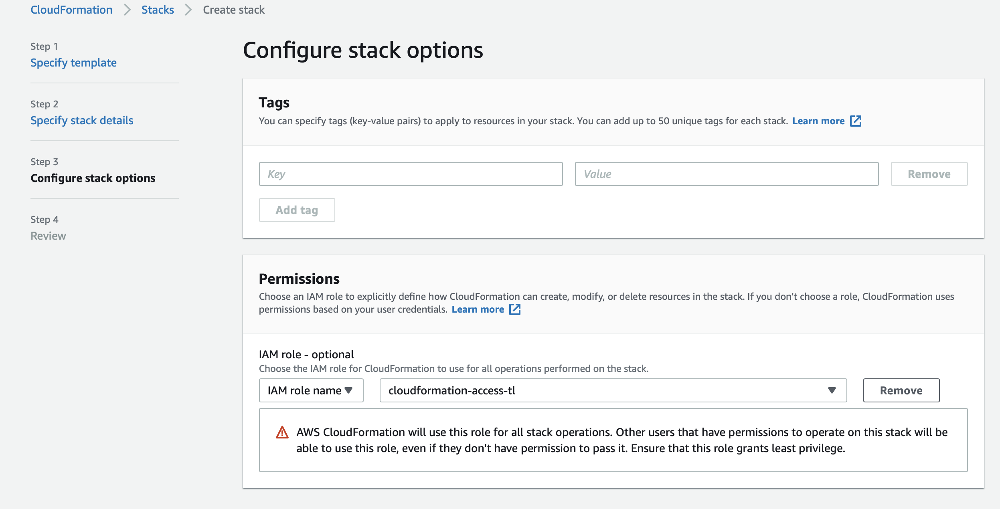 CloudFormation > Stacks > Create stack
Step 1
Specify template
Step 2
Specify stack details
Step 3
Configure stack options
Step 4
Review
Configure stack options
Tags
You can specify tags (key-value pairs) to apply to resources in your stack. You can add up to 50 unique tags for each stack. Learn more
Key
Value
Remove
Add tag
Permissions
Choose an IAM role to explicitly define how CloudFormation can create, modify, or delete resources in the stack. If you don't choose a role, CloudFormation uses
permissions based on your user credentials. Learn more
IAM role - optional
Choose the IAM role for CloudFormation to use for all operations performed on the stack.
IAM role name
cloudformation-access-tl
Remove
AWS CloudFormation will use this role for all stack operations. Other users that have permissions to operate on this stack will be
able to use this role, even if they don't have permission to pass it. Ensure that this role grants least privilege.